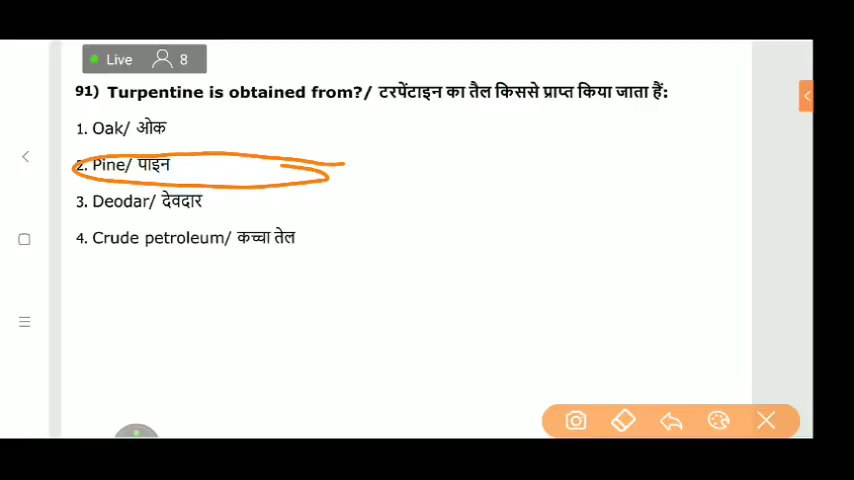 Live 8
91) Turpentine is obtained from?/ टरपेंटाइन का तैल किससे प्राप्त किया जाता हैं:
1. Oak/ ओक
2. Pine/ पाइन
3. Deodar/ देवदार
4. Crude petroleum/ कच्चा तेल